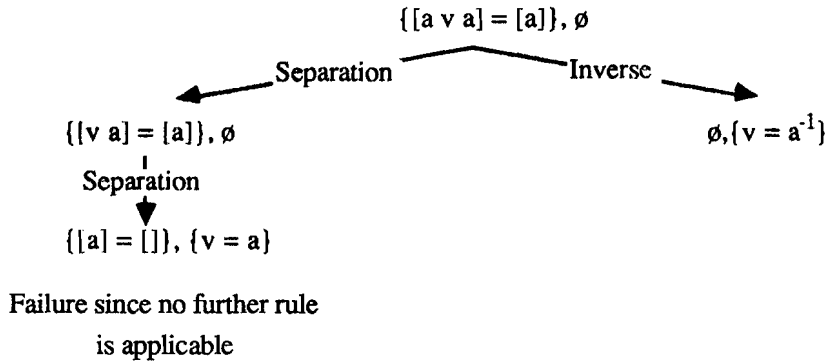 {[a v a] = [a]}, ø
Separation
Inverse
{[v a] = [a]}, ø
ø,{v = a⁻¹}
Separation
{[a] = []}, {v = a}
Failure since no further rule
is applicable